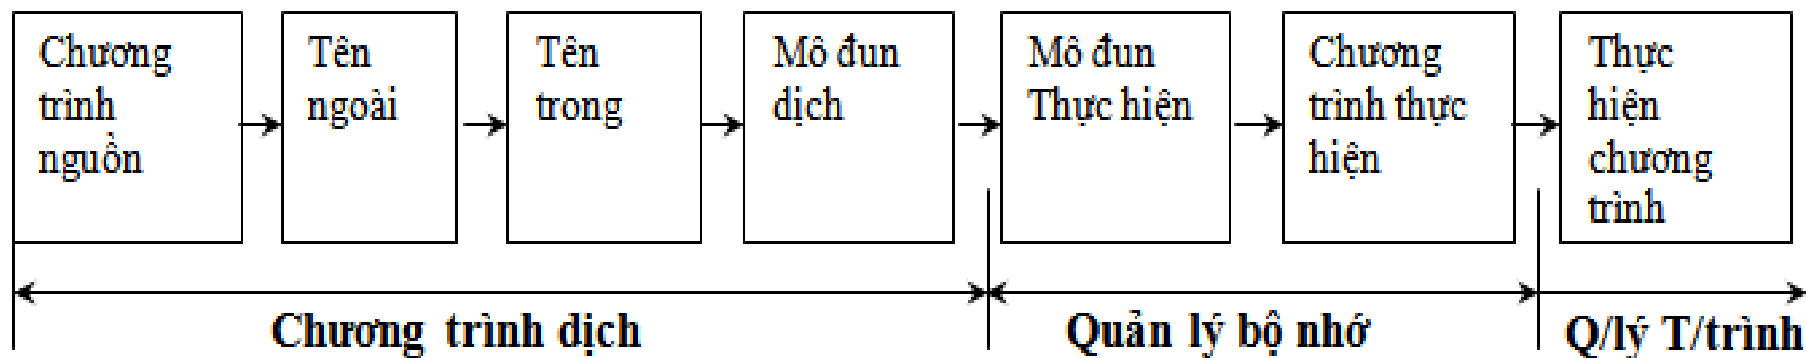 Chương
trình
nguồn
Tên
ngoài
Tên
trong
Mô đun
dịch
Mô đun
Thực hiện
Chương
trình thực
hiện
Thực
hiện
chương
trình
Chương trình dịch
Quản lý bộ nhớ
Q/lý T/trình